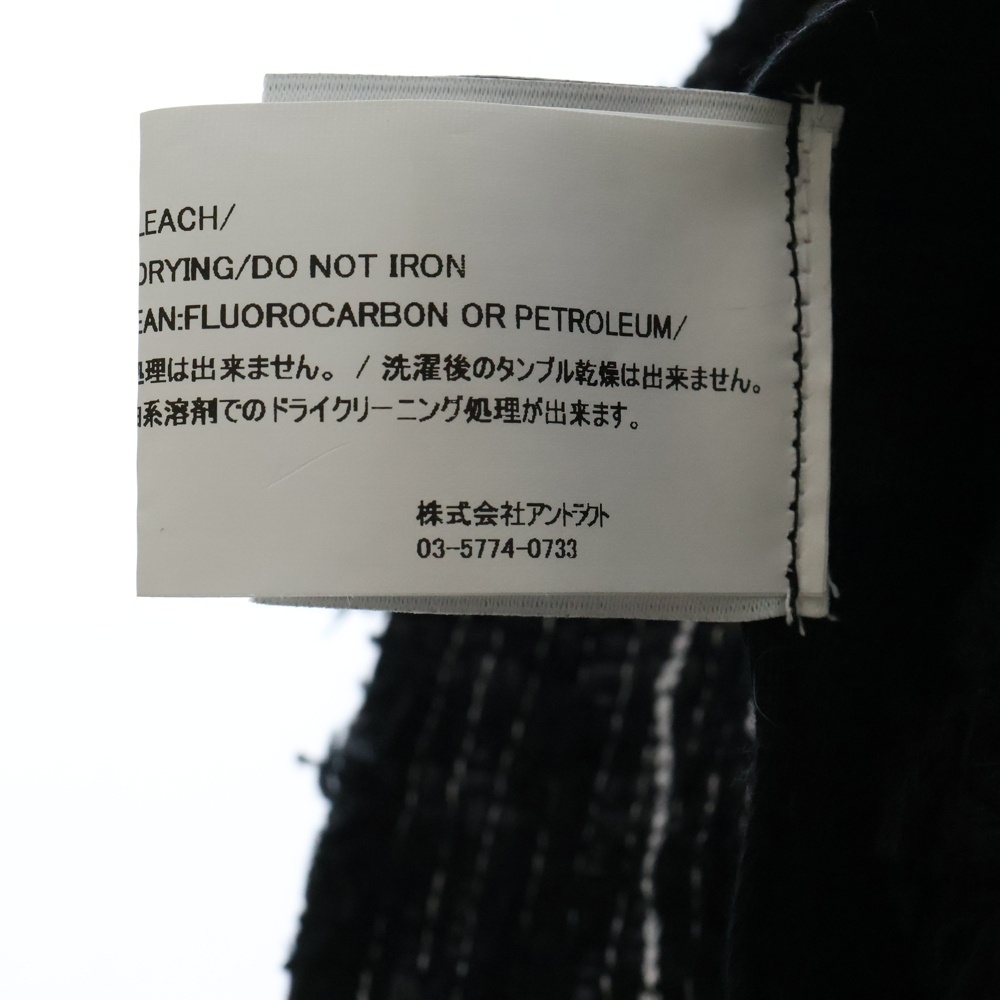 LEACH/
DRYING/DO NOT IRON
EAN:FLUOROCARBON OR PETROLEUM/
処理は出来ません。 / 洗濯後のタンブル乾燥は出来ません。
系溶剤でのドライクリーニング処理が出来ます。
株式会社アンドデクト
03-5774-0733